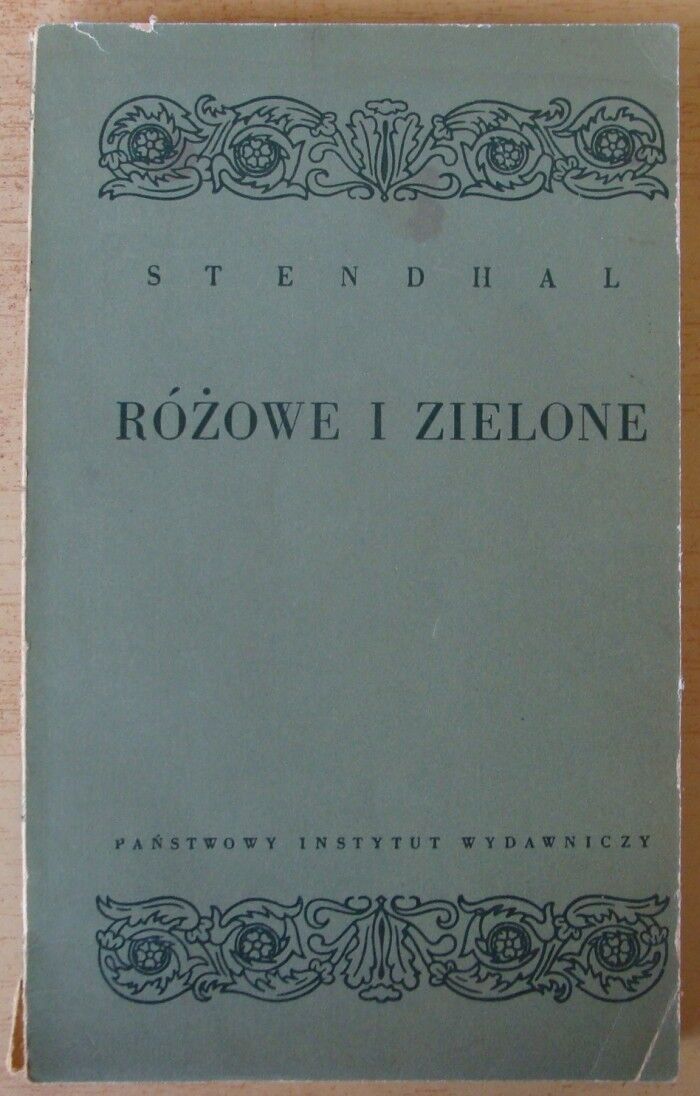 STENDHAL
RÓŻOWE I ZIELONE
PAŃSTWOWY INSTYTUT WYDAWNICZY